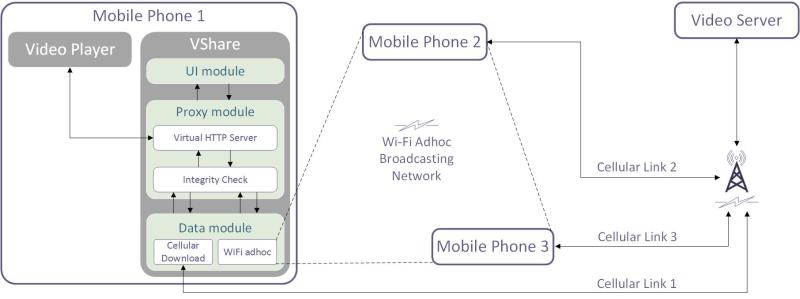 Mobile Phone 1
Video Player
VShare
UI module
Proxy module
Virtual HTTP Server
Integrity Check
Data module
Cellular
Download
WiFi adhoc
Mobile Phone 2
Wi-Fi Adhoc
Broadcasting
Network
Mobile Phone 3
Video Server
Cellular Link 2
Cellular Link 3
Cellular Link 1